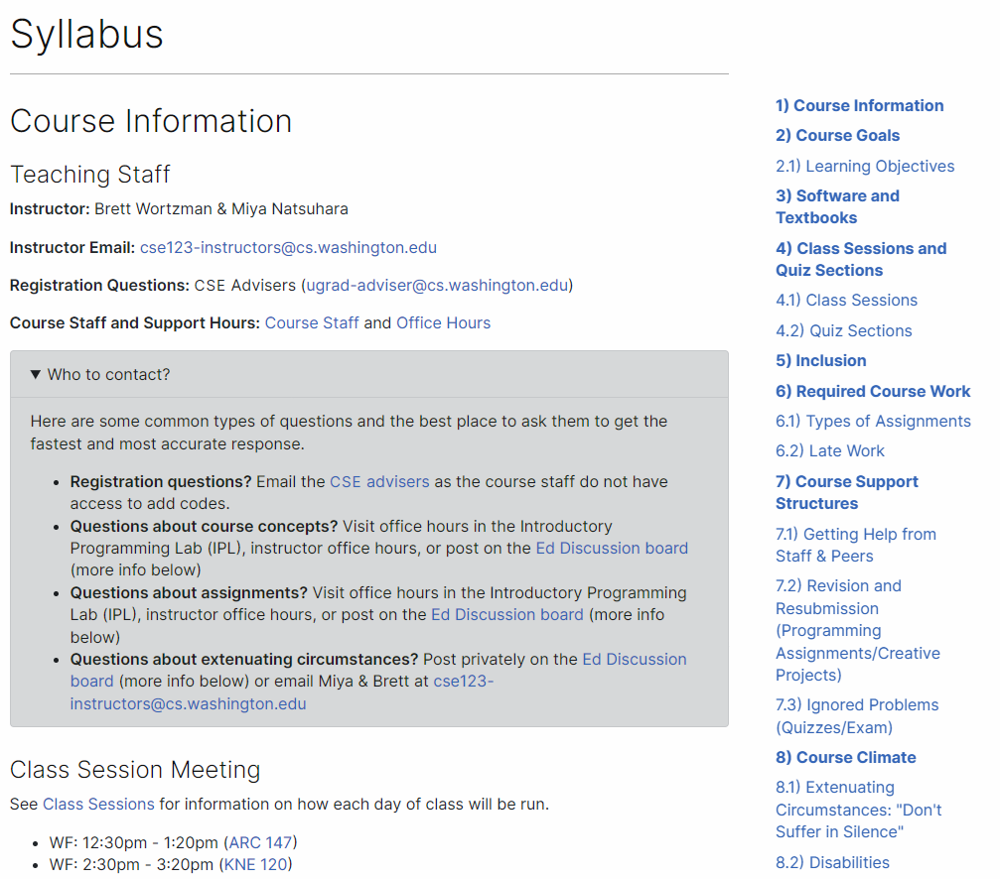 Syllabus
Course Information
Teaching Staff
Instructor: Brett Wortzman & Miya Natsuhara
Instructor Email: cse123-instructors@cs.washington.edu
Registration Questions: CSE Advisers (ugrad-adviser@cs.washington.edu)
Course Staff and Support Hours: Course Staff and Office Hours
▼ Who to contact?
Here are some common types of questions and the best place to ask them to get the
fastest and most accurate response.
• Registration questions? Email the CSE advisers as the course staff do not have
access to add codes.
• Questions about course concepts? Visit office hours in the Introductory
Programming Lab (IPL), instructor office hours, or post on the Ed Discussion board
(more info below)
• Questions about assignments? Visit office hours in the Introductory Programming
Lab (IPL), instructor office hours, or post on the Ed Discussion board (more info
below)
• Questions about extenuating circumstances? Post privately on the Ed Discussion
board (more info below) or email Miya & Brett at cse123-
instructors@cs.washington.edu
Class Session Meeting
See Class Sessions for information on how each day of class will be run.
• WF: 12:30pm - 1:20pm (ARC 147)
• WF: 2:30pm - 3:20pm (KNE 120)
1) Course Information
2) Course Goals
2.1) Learning Objectives
3) Software and
Textbooks
4) Class Sessions and
Quiz Sections
4.1) Class Sessions
4.2) Quiz Sections
5) Inclusion
6) Required Course Work
6.1) Types of Assignments
6.2) Late Work
7) Course Support
Structures
7.1) Getting Help from
Staff & Peers
7.2) Revision and
Resubmission
(Programming
Assignments/Creative
Projects)
7.3) Ignored Problems
(Quizzes/Exam)
8) Course Climate
8.1) Extenuating
Circumstances: "Don't
Suffer in Silence"
8.2) Disabilities